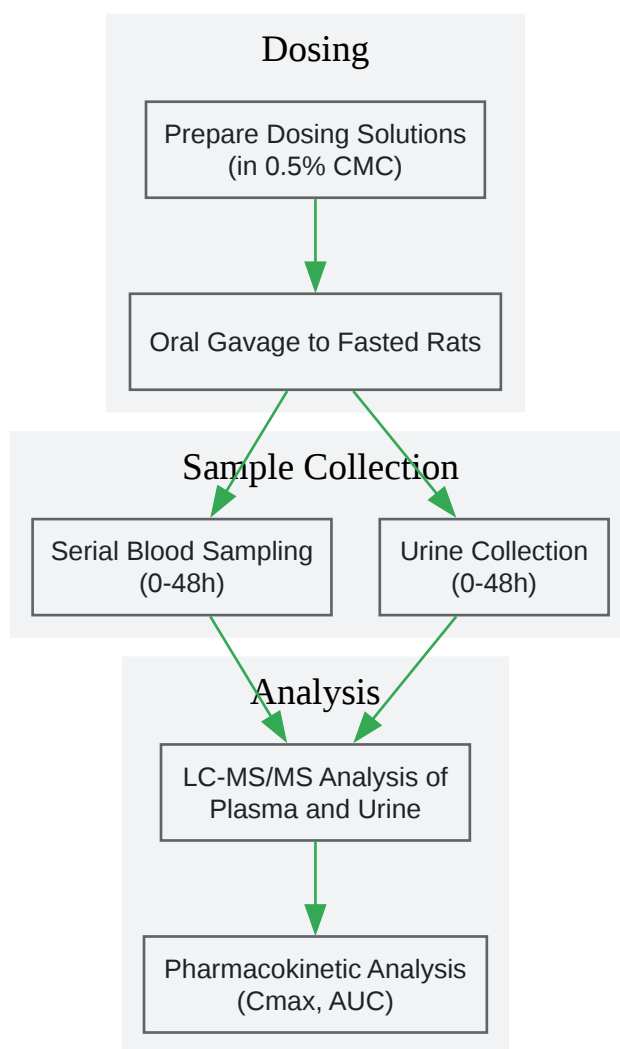 Dosing
Prepare Dosing Solutions
(in 0.5% CMC)
Oral Gavage to Fasted Rats
Sample Collection
Serial Blood Sampling
(0-48h)
Urine Collection
(0-48h)
Analysis
LC-MS/MS Analysis of
Plasma and Urine
Pharmacokinetic Analysis
(Cmax, AUC)